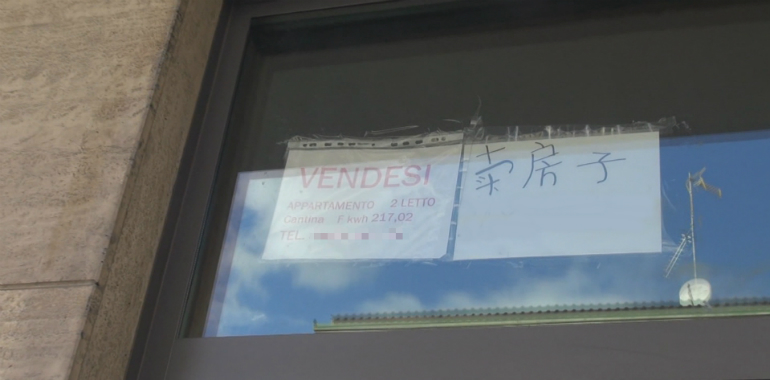 VENDESI
APPARTAMENTO 2 LETTO
Cantina F kwh 217,02
TEL.
卖房子